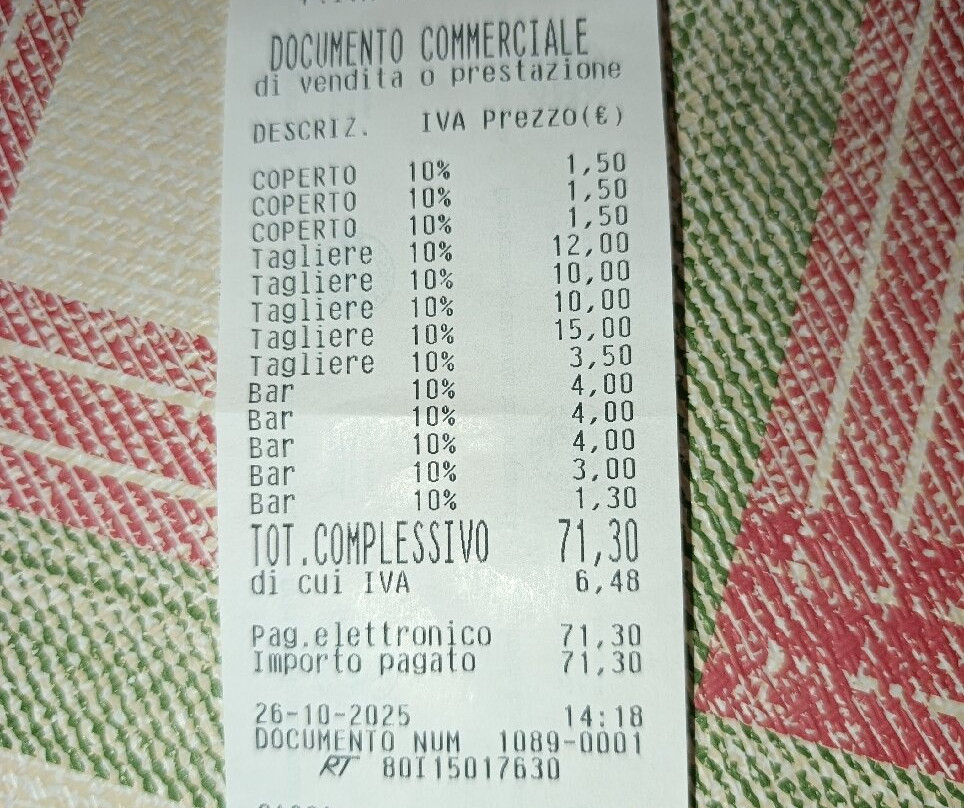 DOCUMENTO COMMERCIALE
di vendita o prestazione
DESCRIZ. IVA Prezzo(€)
COPERTO 10% 1,50
COPERTO 10% 1,50
COPERTO 10% 1,50
Tagliere 10% 12,00
Tagliere 10% 10,00
Tagliere 10% 10,00
Tagliere 10% 15,00
Tagliere 10% 3,50
Bar 10% 4,00
Bar 10% 4,00
Bar 10% 4,00
Bar 10% 3,00
Bar 10% 1,30
TOT.COMPLESSIVO 71,30
di cui IVA 6,48
Pag.elettronico 71,30
Importo pagato 71,30
26-10-2025 14:18
DOCUMENTO NUM 1089-0001
RT 80I15017630